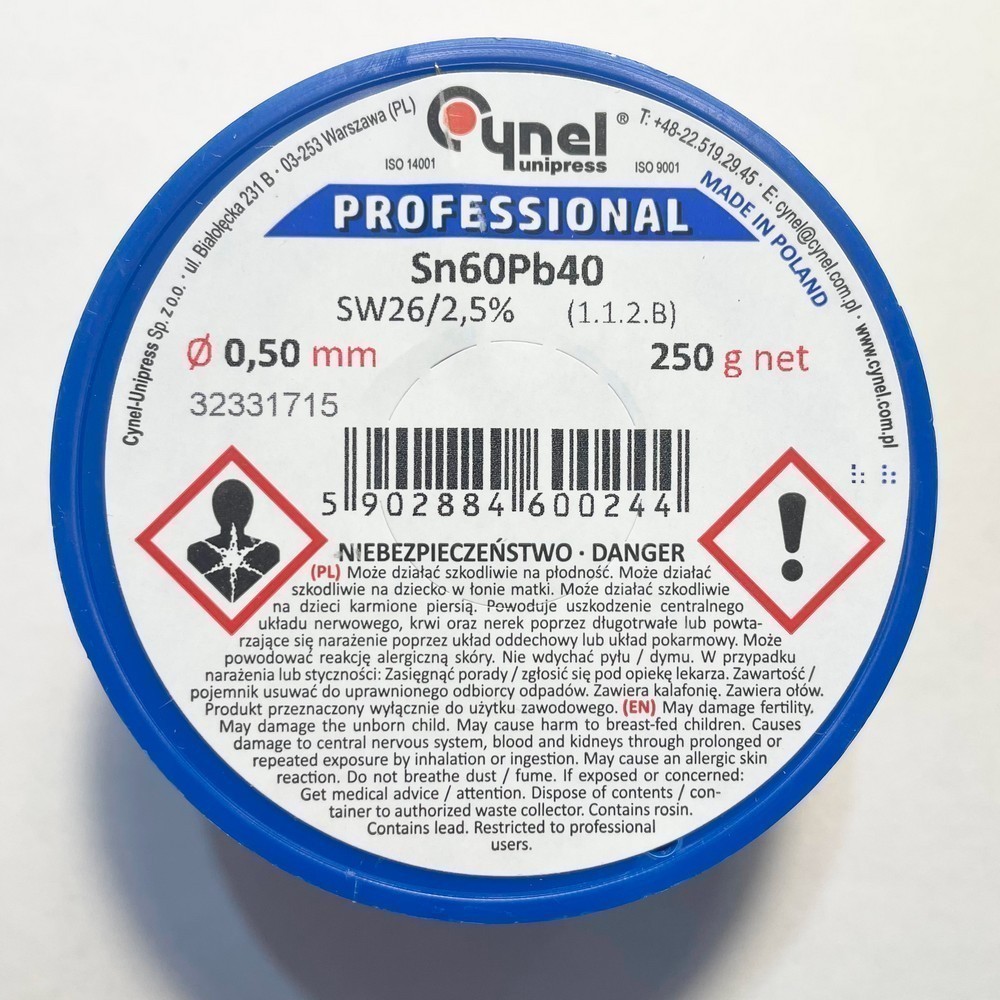 Cynel-Unipress Sp. z o.o. · ul. Białołęcka 231 B · 03-253 Warszawa (PL)
Cynel®
unipress
ISO 14001
ISO 9001
T: +48-22.519.29.45 · E: cynel@cynel.com.pl · www.cynel.com.pl
MADE IN POLAND
PROFESSIONAL
Sn60Pb40
SW26/2,5% (1.1.2.B)
Ø 0,50 mm 250 g net
32331715
5 902884 600244
NIEBEZPIECZEŃSTWO · DANGER
(PL) Może działać szkodliwie na płodność. Może działać
szkodliwie na dziecko w łonie matki. Może działać szkodliwie
na dzieci karmione piersią. Powoduje uszkodzenie centralnego
układu nerwowego, krwi oraz nerek poprzez długotrwałe lub powta-
rzające się narażenie poprzez układ oddechowy lub układ pokarmowy. Może
powodować reakcję alergiczną skóry. Nie wdychać pyłu / dymu. W przypadku
narażenia lub styczności: Zasięgnąć porady / zgłosić się pod opiekę lekarza. Zawartość /
pojemnik usuwać do uprawnionego odbiorcy odpadów. Zawiera kalafonię. Zawiera ołów.
Produkt przeznaczony wyłącznie do użytku zawodowego. (EN) May damage fertility.
May damage the unborn child. May cause harm to breast-fed children. Causes
damage to central nervous system, blood and kidneys through prolonged or
repeated exposure by inhalation or ingestion. May cause an allergic skin
reaction. Do not breathe dust / fume. If exposed or concerned:
Get medical advice / attention. Dispose of contents / con-
tainer to authorized waste collector. Contains rosin.
Contains lead. Restricted to professional
users.